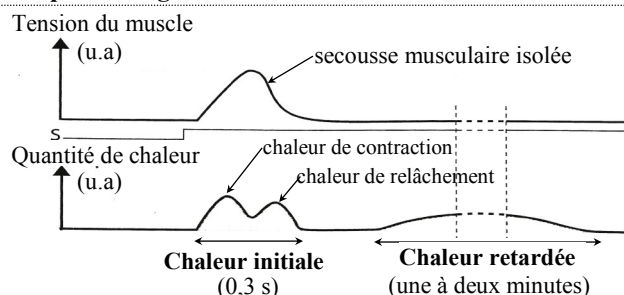 Tension du muscle
(u.a)
secousse musculaire isolée
S
Quantité de chaleur
(u.a)
chaleur de contraction
chaleur de relâchement
Chaleur initiale
(0,3 s)
Chaleur retardée
(une à deux minutes)